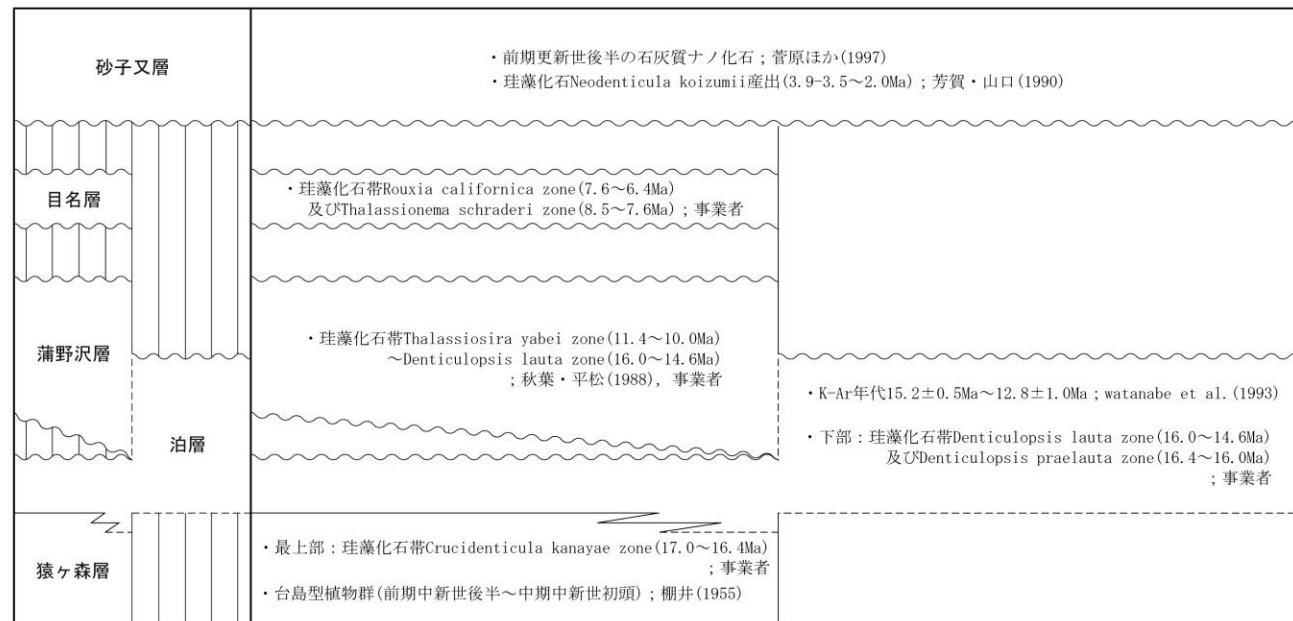 砂子又層
・前期更新世後半の石灰質ナノ化石；菅原ほか(1997)
・珪藻化石Neodenticula koizumii産出(3.9-3.5～2.0Ma)；芳賀・山口(1990)
目名層
・珪藻化石帯Rouxia californica zone(7.6～6.4Ma)
及びThalassionema schraderi zone(8.5～7.6Ma)；事業者
蒲野沢層
・珪藻化石帯Thalassiosira yabei zone(11.4～10.0Ma)
～Denticulopsis lauta zone(16.0～14.6Ma)
；秋葉・平松(1988)，事業者
泊層
・K-Ar年代15.2±0.5Ma～12.8±1.0Ma；watanabe et al.(1993)
・下部：珪藻化石帯Denticulopsis lauta zone(16.0～14.6Ma)
及びDenticulopsis praelauta zone(16.4～16.0Ma)
；事業者
猿ヶ森層
・最上部：珪藻化石帯Crucidenticula kanayae zone(17.0～16.4Ma)
；事業者
・台島型植物群(前期中新世後半～中期中新世初頭)；棚井(1955)